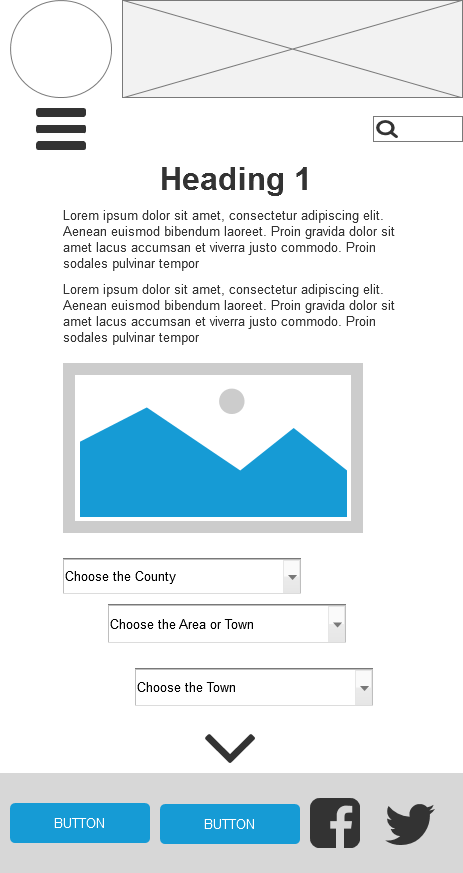 Heading 1
Lorem ipsum dolor sit amet, consectetur adipiscing elit.
Aenean euismod bibendum laoreet. Proin gravida dolor sit
amet lacus accumsan et viverra justo commodo. Proin
sodales pulvinar tempor
Lorem ipsum dolor sit amet, consectetur adipiscing elit.
Aenean euismod bibendum laoreet. Proin gravida dolor sit
amet lacus accumsan et viverra justo commodo. Proin
sodales pulvinar tempor
Choose the County
Choose the Area or Town
Choose the Town
BUTTON
BUTTON